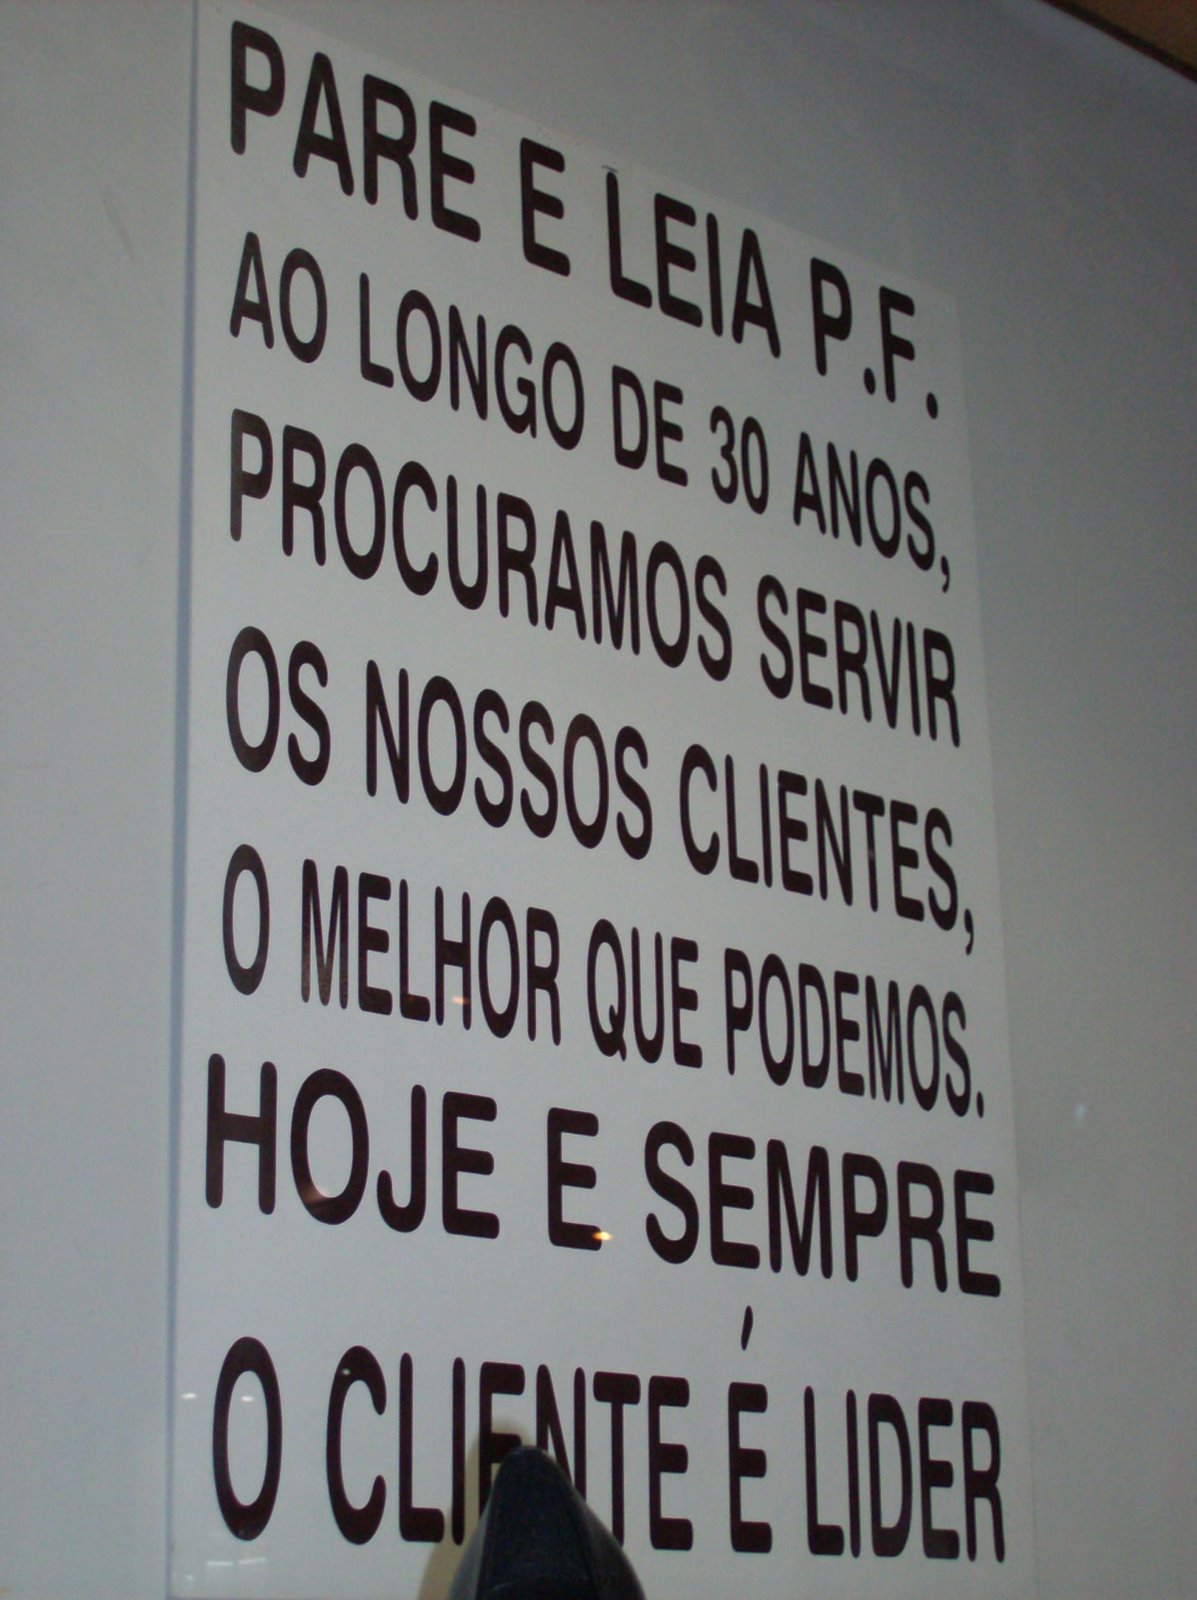 PARE E LEIA P.F.
AO LONGO DE 30 ANOS,
PROCURAMOS SERVIR
OS NOSSOS CLIENTES,
O MELHOR QUE PODEMOS.
HOJE E SEMPRE
O CLIENTE É LIDER